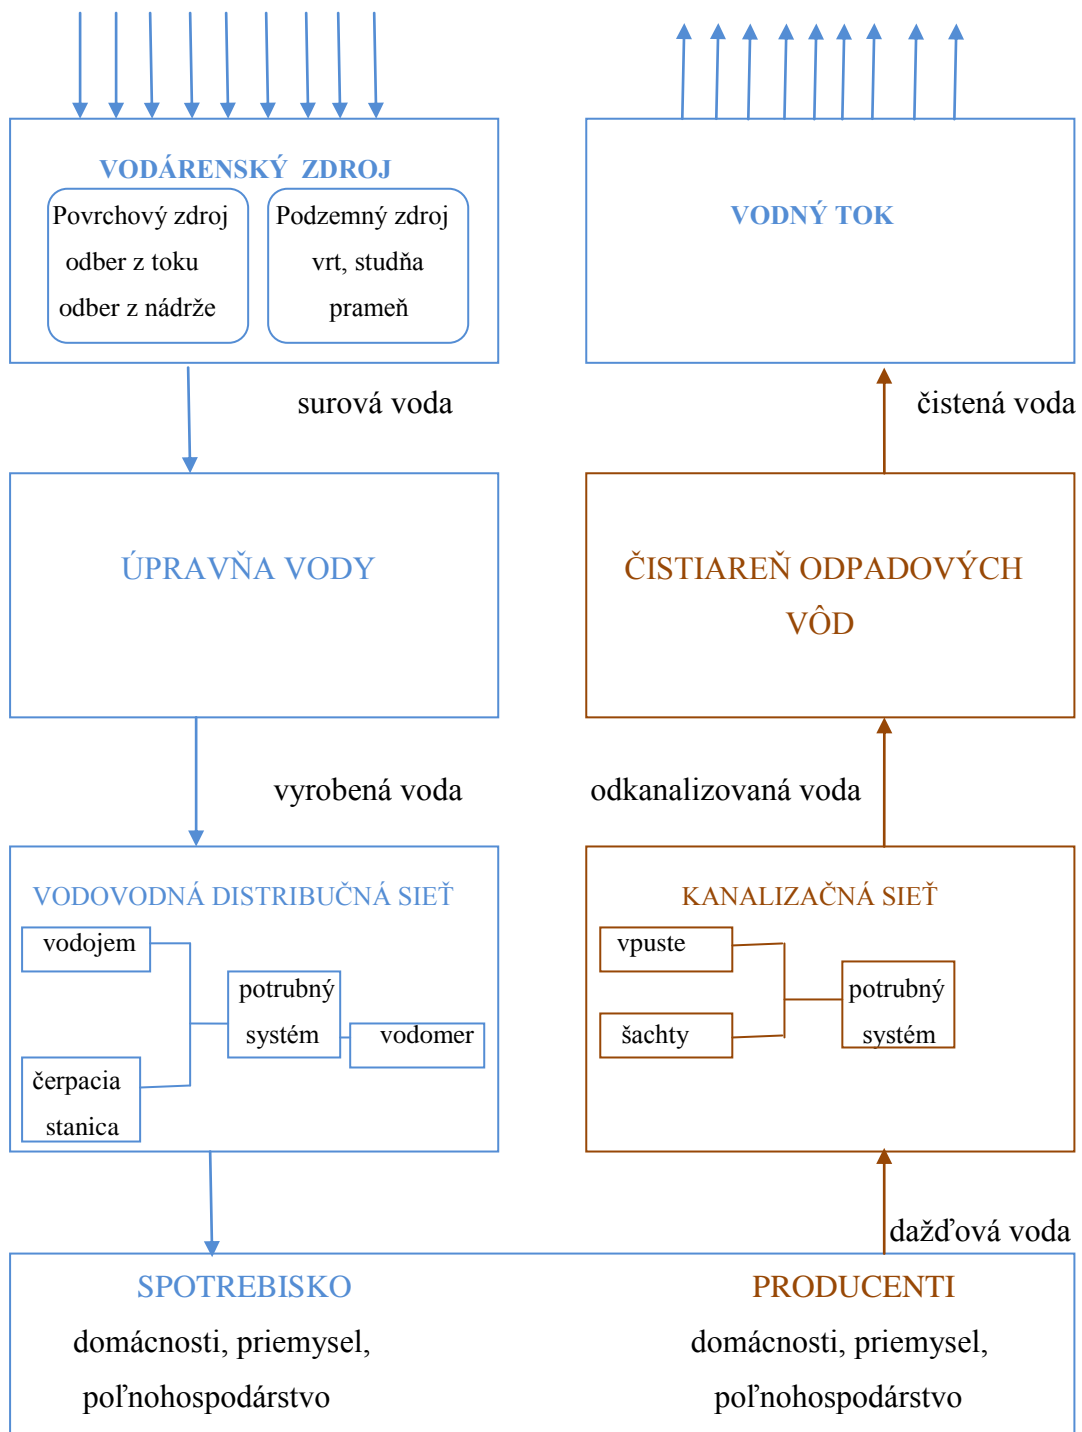 VODÁRENSKÝ ZDROJ
Povrchový zdroj
odber z toku
odber z nádrže
Podzemný zdroj
vrt, studňa
prameň
surová voda
ÚPRAVŇA VODY
vyrobená voda
VODOVODNÁ DISTRIBUČNÁ SIEŤ
vodojem
čerpacia
stanica
potrubný
systém
vodomer
SPOTREBISKO
domácnosti, priemysel,
poľnohospodárstvo
VODNÝ TOK
čistená voda
ČISTIAREŇ ODPADOVÝCH
VÔD
odkanalizovaná voda
KANALIZAČNÁ SIEŤ
vpuste
šachty
potrubný
systém
dažďová voda
PRODUCENTI
domácnosti, priemysel,
poľnohospodárstvo